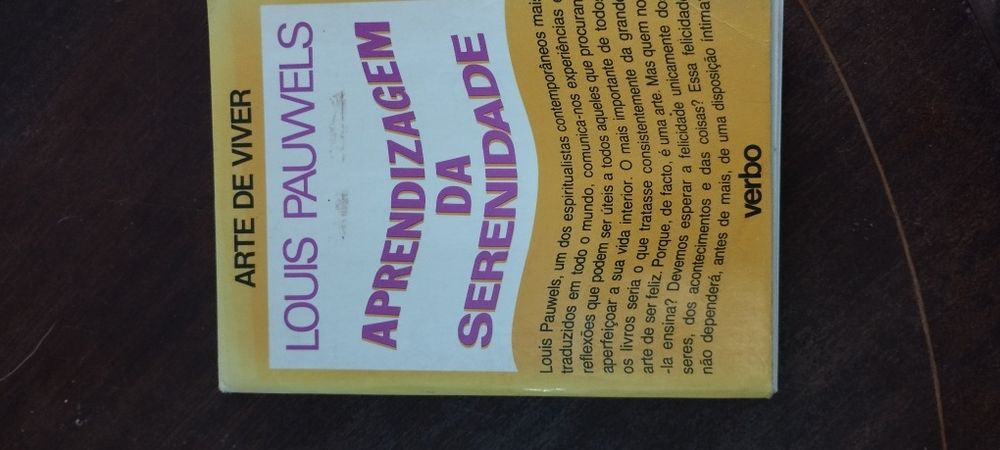 ARTE DE VIVER
LOUIS PAUWELS
APRENDIZAGEM
DA
SERENIDADE
Louis Pauwels, um dos espiritualistas contemporâneos mais
traduzidos em todo o mundo, comunica-nos experiências e
reflexões que podem ser úteis a todos aqueles que procuram
aperfeiçoar a sua vida interior. O mais importante de todos
os livros seria o que tratasse consistentemente da grande
arte de ser feliz. Porque, de facto, é uma arte. Mas quem no-
-la ensina? Devemos esperar a felicidade unicamente dos
seres, dos acontecimentos e das coisas? Essa felicidade
não dependerá, antes de mais, de uma disposição íntima
verbo